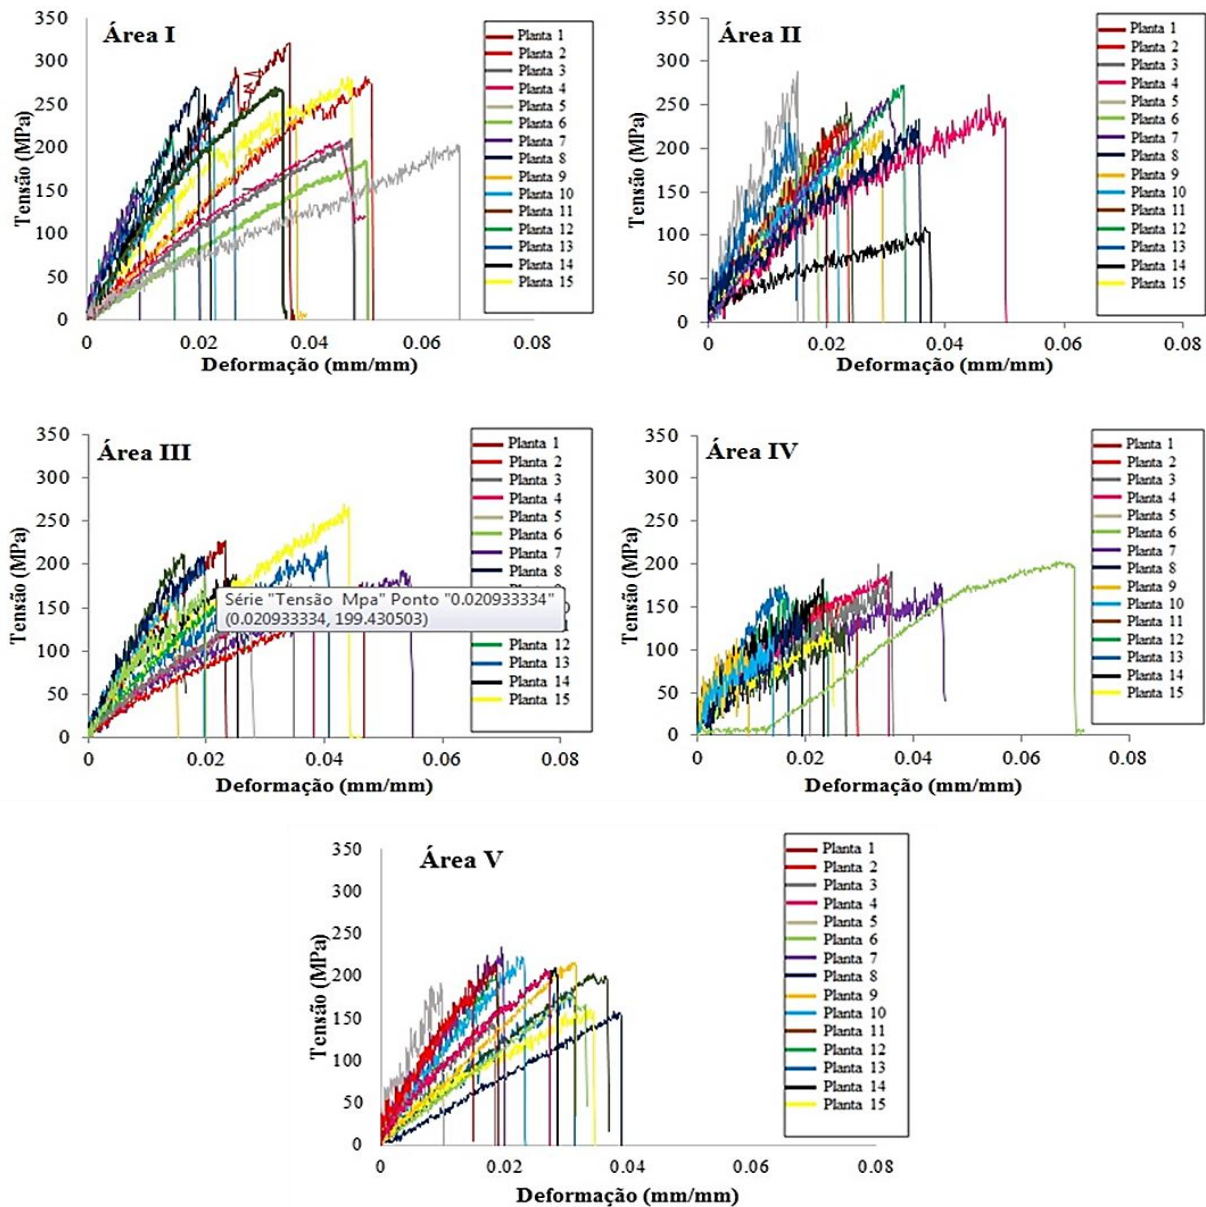 Área I
Tensão (MPa)
350
300
250
200
150
100
50
0
0
0.02
0.04
0.06
0.08
Deformação (mm/mm)
Planta 1
Planta 2
Planta 3
Planta 4
Planta 5
Planta 6
Planta 7
Planta 8
Planta 9
Planta 10
Planta 11
Planta 12
Planta 13
Planta 14
Planta 15
Área II
Tensão (MPa)
350
300
250
200
150
100
50
0
0
0.02
0.04
0.06
0.08
Deformação (mm/mm)
Planta 1
Planta 2
Planta 3
Planta 4
Planta 5
Planta 6
Planta 7
Planta 8
Planta 9
Planta 10
Planta 11
Planta 12
Planta 13
Planta 14
Planta 15
Área III
Tensão (MPa)
350
300
250
200
150
100
50
0
0
0.02
0.04
0.06
0.08
Deformação (mm/mm)
Planta 1
Planta 2
Planta 3
Planta 4
Planta 5
Planta 6
Planta 7
Planta 8
Série "Tensão Mpa" Ponto "0.020933334"
(0.020933334, 199.430503)
Planta 12
Planta 13
Planta 14
Planta 15
Área IV
Tensão (MPa)
350
300
250
200
150
100
50
0
0
0.02
0.04
0.06
0.08
Deformação (mm/mm)
Planta 1
Planta 2
Planta 3
Planta 4
Planta 5
Planta 6
Planta 7
Planta 8
Planta 9
Planta 10
Planta 11
Planta 12
Planta 13
Planta 14
Planta 15
Área V
Tensão (MPa)
350
300
250
200
150
100
50
0
0
0.02
0.04
0.06
0.08
Deformação (mm/mm)
Planta 1
Planta 2
Planta 3
Planta 4
Planta 5
Planta 6
Planta 7
Planta 8
Planta 9
Planta 10
Planta 11
Planta 12
Planta 13
Planta 14
Planta 15